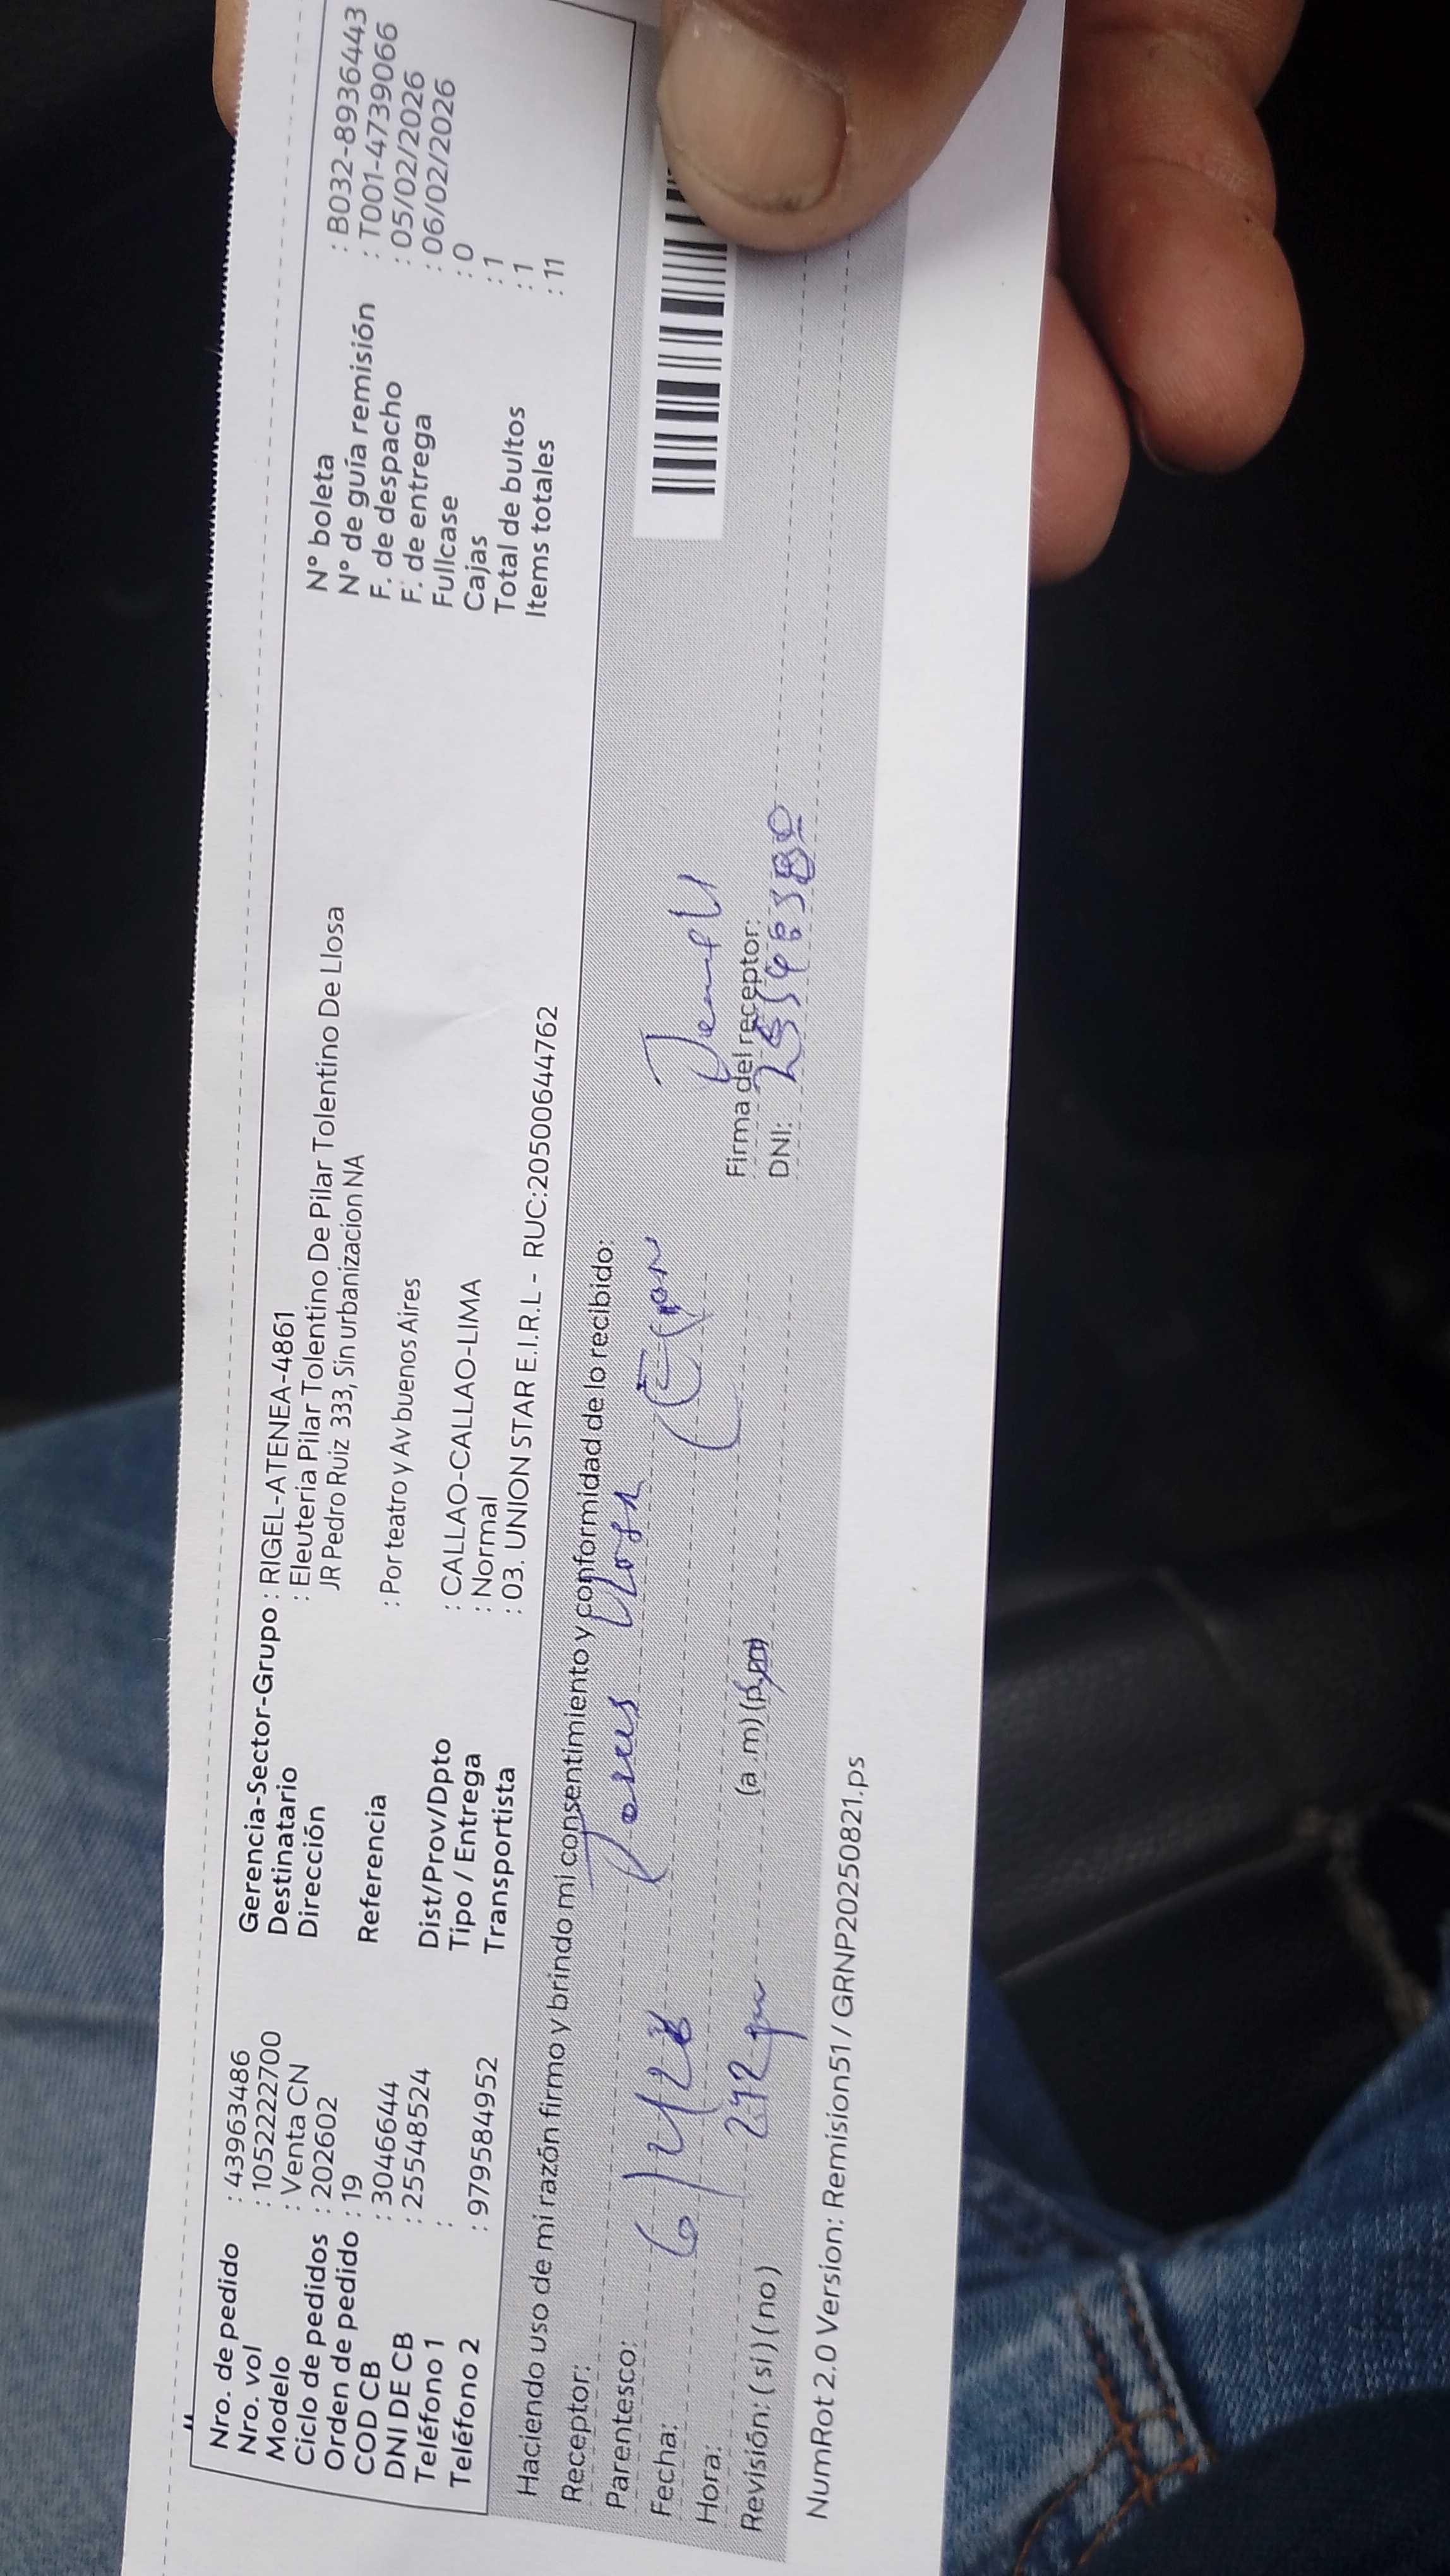 Nro. de pedido : 43963486
Nro. vol : 1052222700
Modelo : Venta CN
Ciclo de pedidos : 202602
Orden de pedido : 19
COD CB : 3046644
DNI DE CB : 25548524
Teléfono 1 :
Teléfono 2 : 979584952
Gerencia-Sector-Grupo : RIGEL-ATENEA-4861
Destinatario : Eleuteria Pilar Tolentino De Pilar Tolentino De Llosa
Dirección JR Pedro Ruiz 333, Sin urbanizacion NA
Referencia : Por teatro y Av buenos Aires
Dist/Prov/Dpto : CALLAO-CALLAO-LIMA
Tipo / Entrega : Normal
Transportista : 03. UNION STAR E.I.R.L - RUC:20500644762
N° boleta : B032-8936443
N° de guía remisión : T001-4739066
F. de despacho : 05/02/2026
F. de entrega : 06/02/2026
Fullcase : 0
Cajas : 1
Total de bultos : 1
Items totales : 11
Haciendo uso de mi razón firmo y brindo mi consentimiento y conformidad de lo recibido:
Receptor: Llosa
Parentesco:
Fecha:
Hora: 2 42 pm (a m) (p.m)
Revisión: (si) (no)
Firma del receptor:
DNI:
NumRot 2.0 Version: Remision51 / GRNP20250821.ps